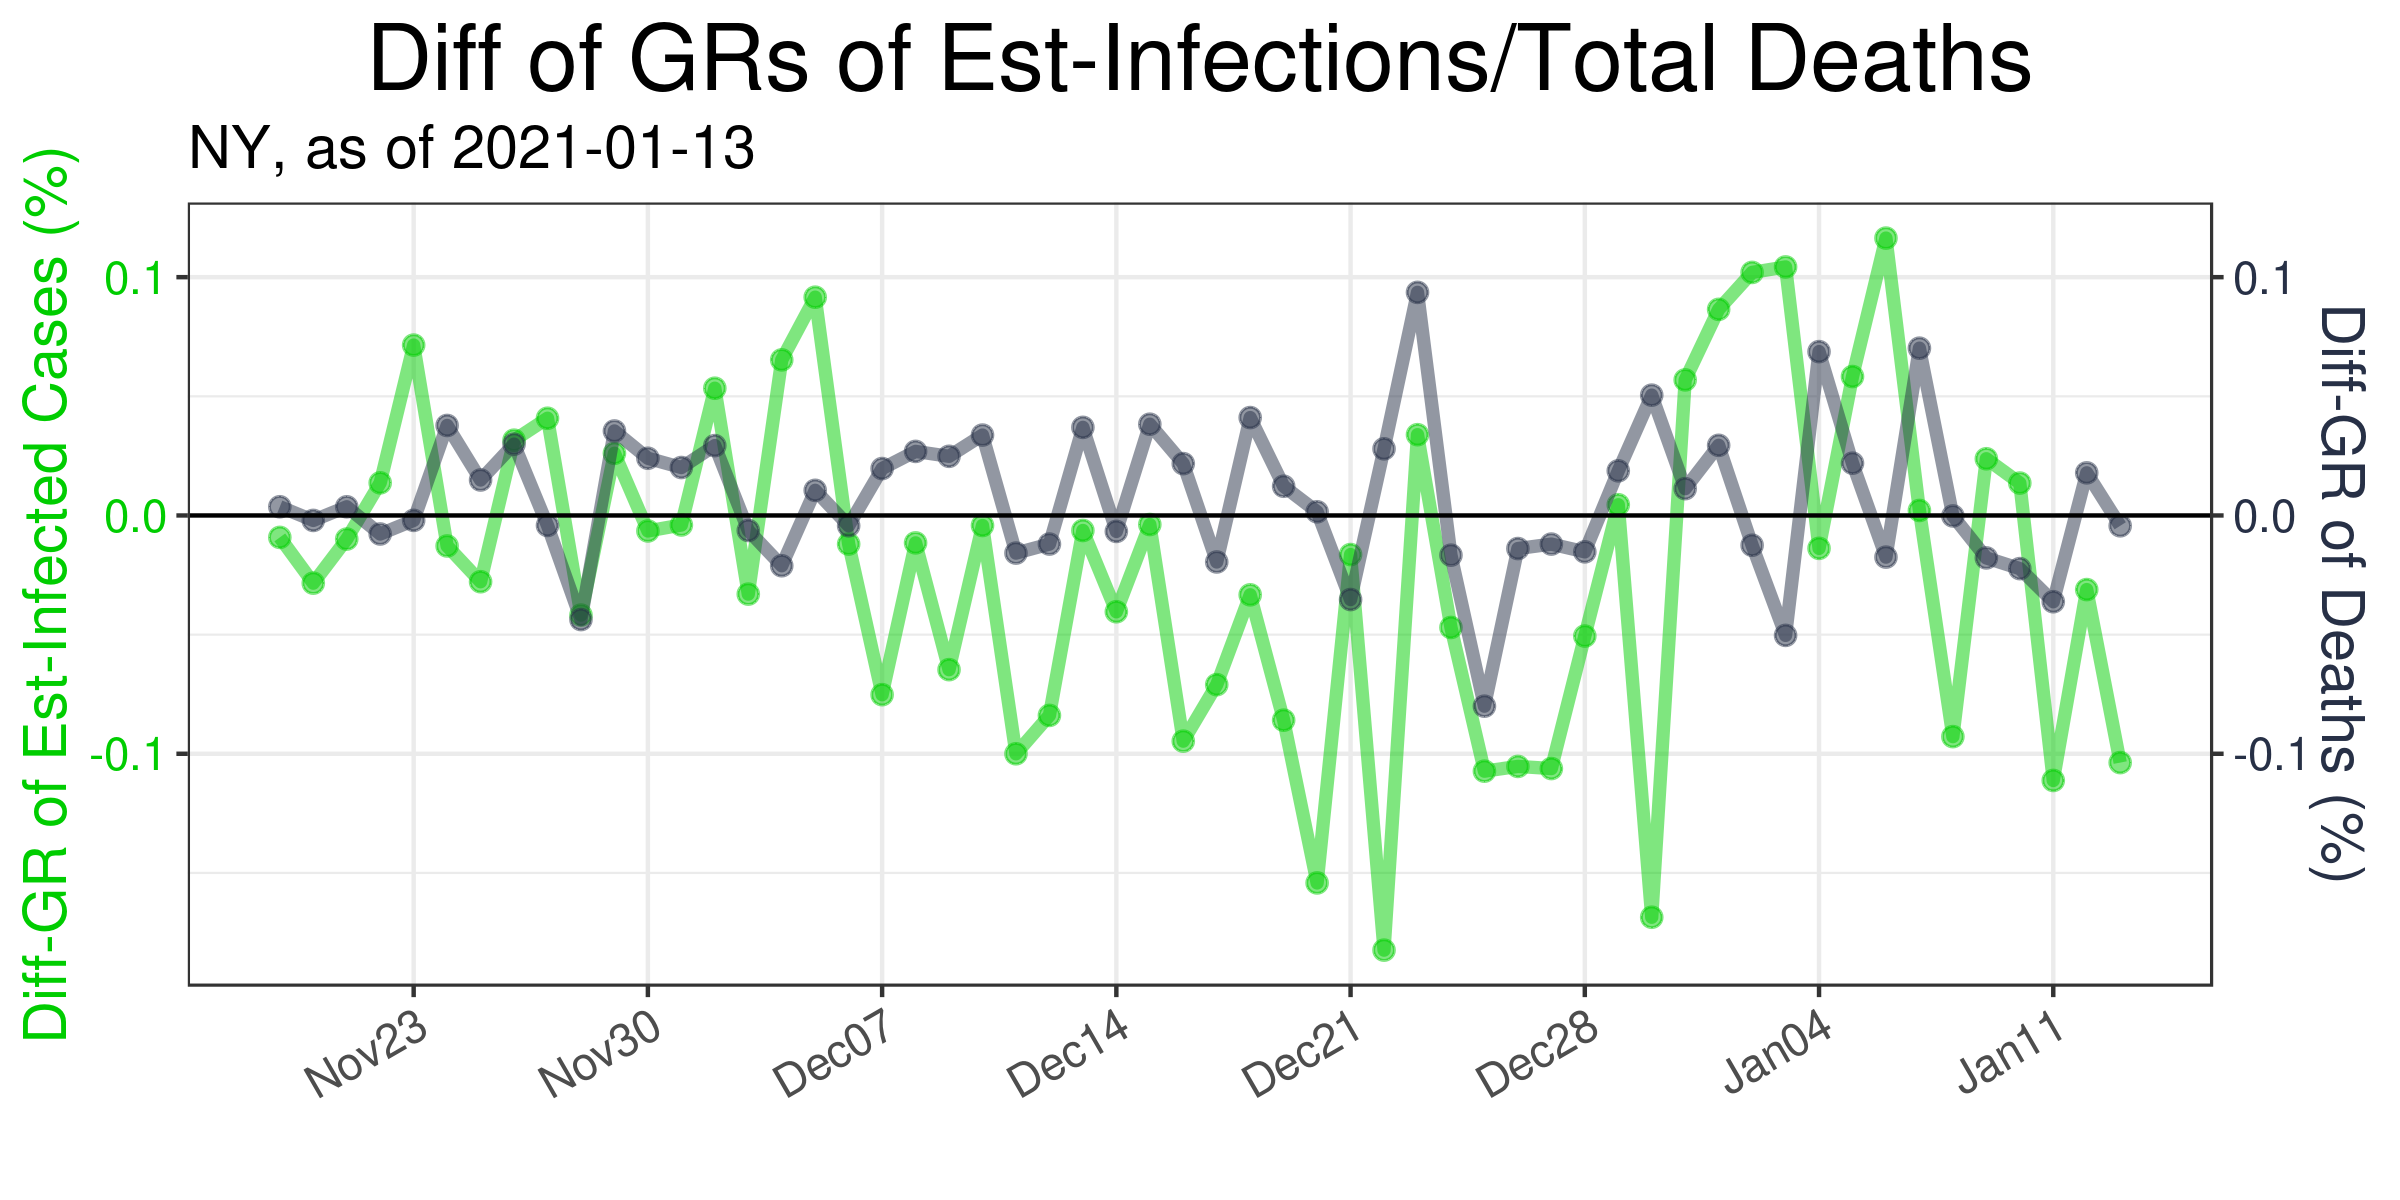 Diff of GRs of Est-Infections/Total Deaths
NY, as of 2021-01-13
Diff-GR of Est-Infected Cases (%)
0.1
0.0
-0.1
0.1
0.0
-0.1
Diff-GR of Deaths (%)
Nov23
Nov30
Dec07
Dec14
Dec21
Dec28
Jan04
Jan11